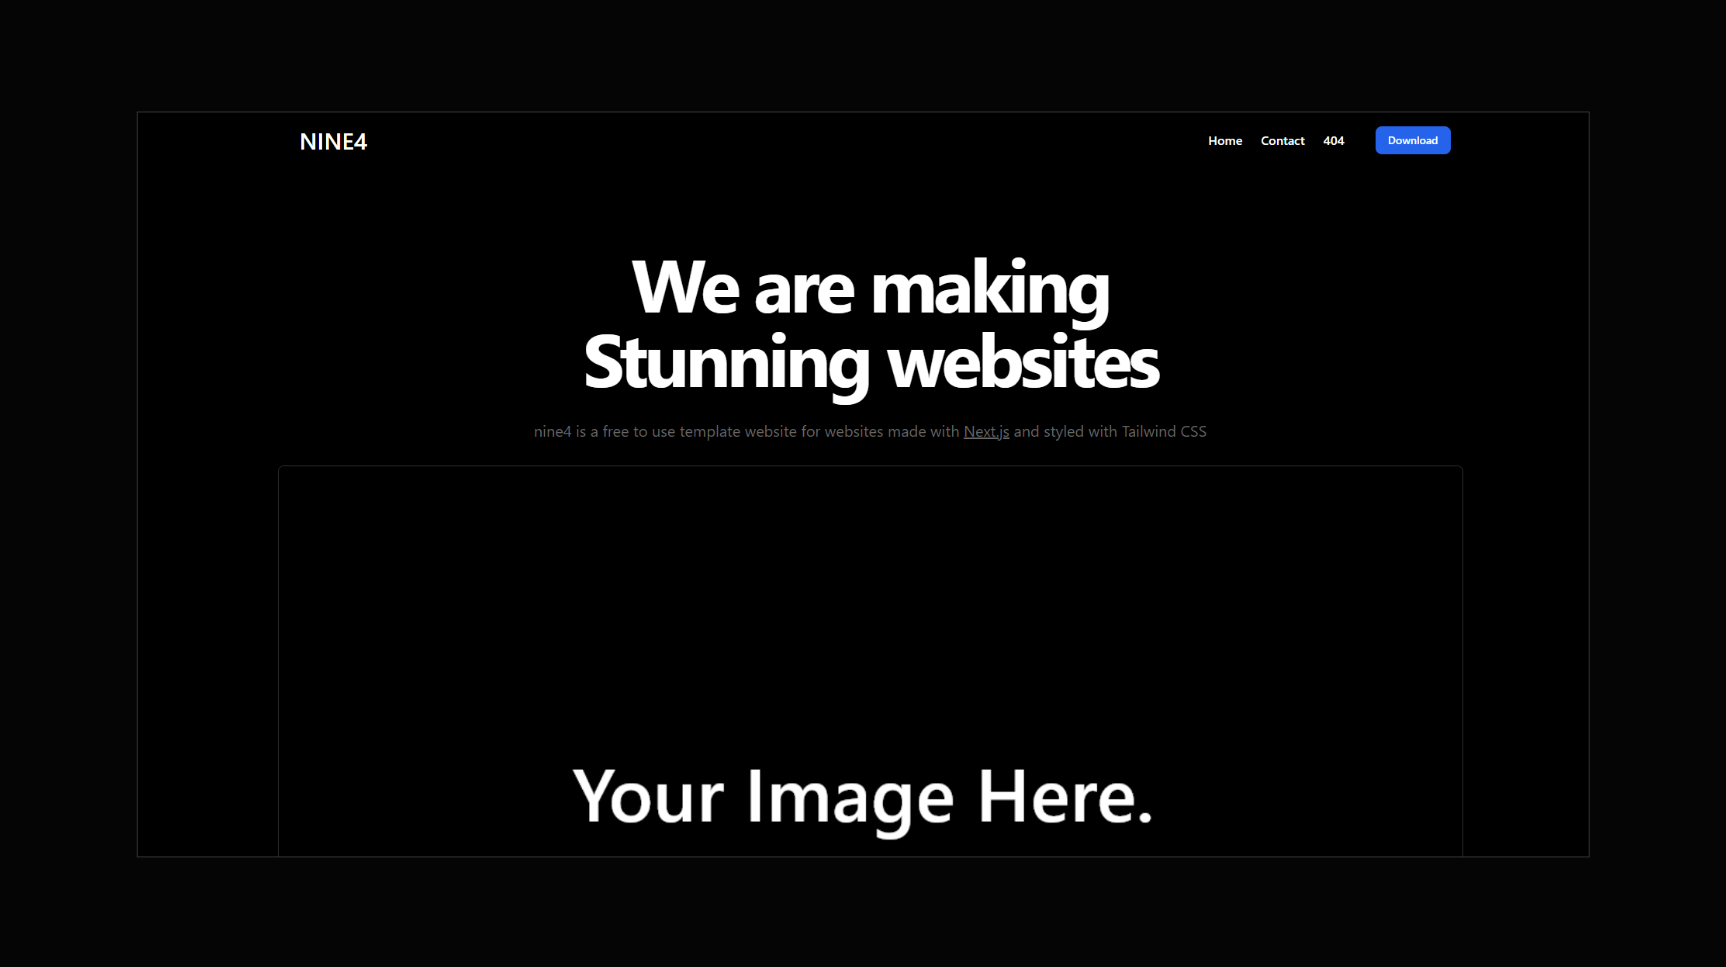 NINE4
Home Contact 404 Download
We are making
Stunning websites
nine4 is a free to use template website for websites made with Next.js and styled with Tailwind CSS
Your Image Here.